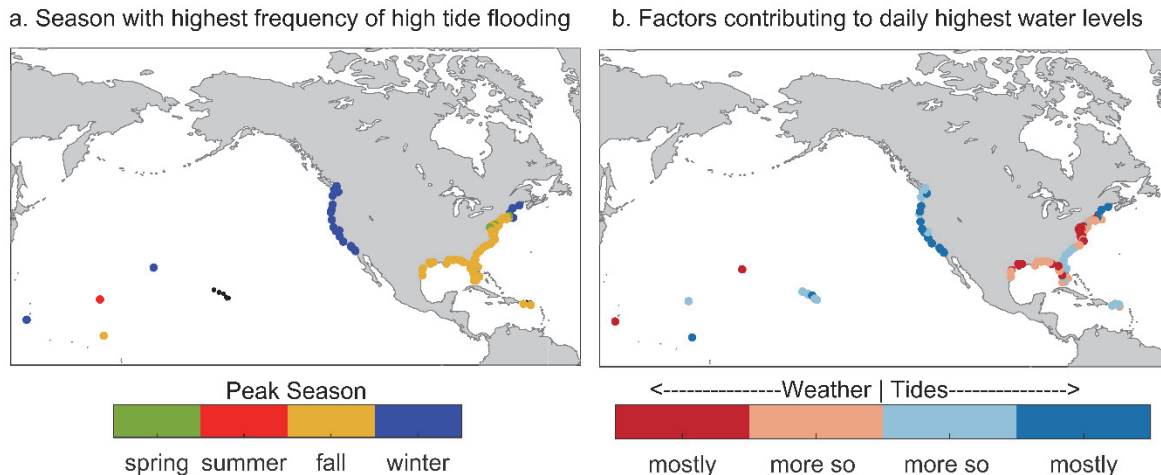 a. Season with highest frequency of high tide flooding
b. Factors contributing to daily highest water levels
Peak Season
spring summer fall winter
<---------------Weather | Tides--------------->
mostly more so more so mostly